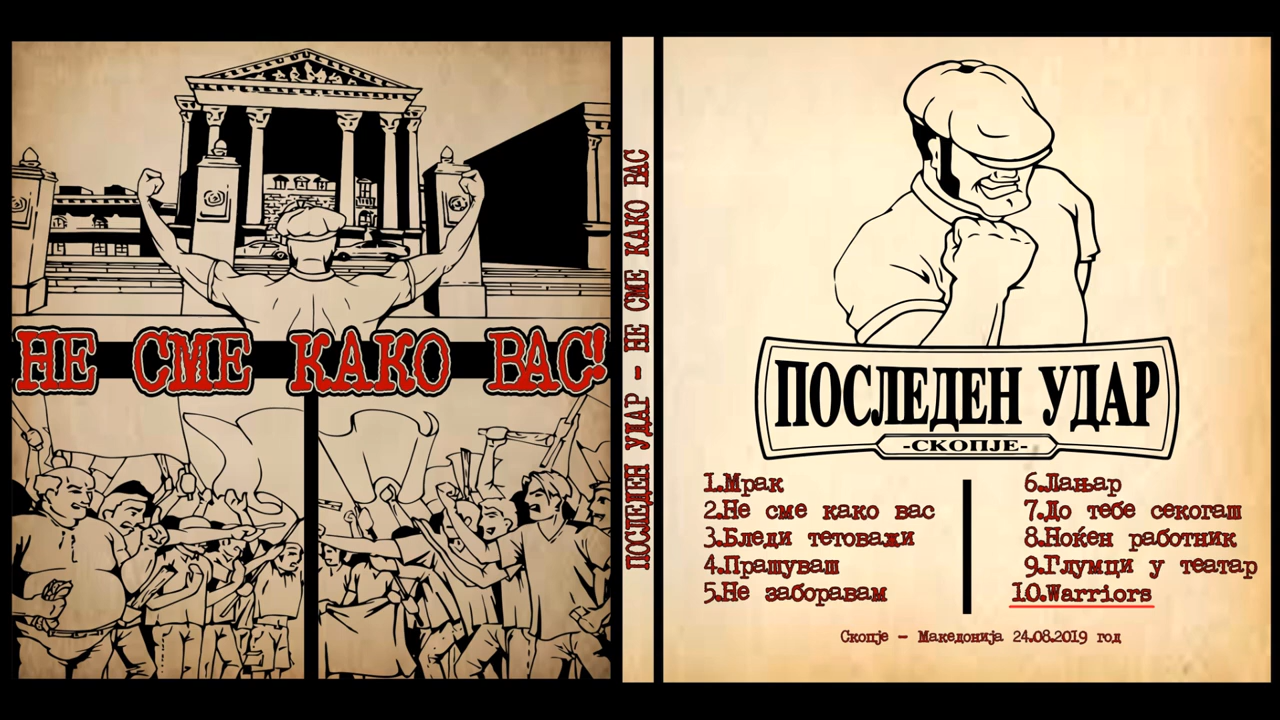 НЕ СМЕ КАКО ВАС!
ПОСЛЕДЕН УДАР - НЕ СМЕ КАКО ВАС
ПОСЛЕДЕН УДАР
-СКОПЈЕ-
1.Мрак
2.Не сме како вас
3.Бледи тетоважи
4.Прашуваш
5.Не заборавам
6.Лањар
7.До тебе секогаш
8.Ноќен работник
9.Глумци у театар
10.Warriors
Скопје - Македонија 24.08.2019 год